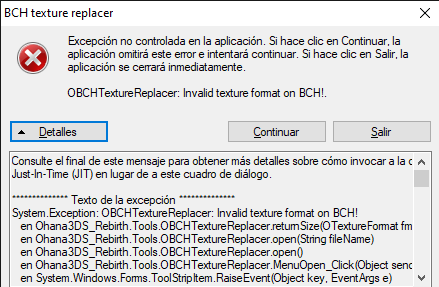 BCH texture replacer
Excepción no controlada en la aplicación. Si hace clic en Continuar, la
aplicación omitirá este error e intentará continuar. Si hace clic en Salir, la
aplicación se cerrará inmediatamente.
OBCHTextureReplacer: Invalid texture format on BCH!.
Detalles
Continuar
Salir
Consulte el final de este mensaje para obtener más detalles sobre cómo invocar a la
Just-In-Time (JIT) en lugar de a este cuadro de diálogo.
************** Texto de la excepción **************
System.Exception: OBCHTextureReplacer: Invalid texture format on BCH!
en Ohana3DS_Rebirth.Tools.OBCHTextureReplacer.returnSize(OTextureFormat
en Ohana3DS_Rebirth.Tools.OBCHTextureReplacer.open(String fileName)
en Ohana3DS_Rebirth.Tools.OBCHTextureReplacer.open()
en Ohana3DS_Rebirth.Tools.OBCHTextureReplacer.MenuOpen_Click(Object
en System.Windows.Forms.ToolStripItem.RaiseEvent(Object key, EventArgs e)